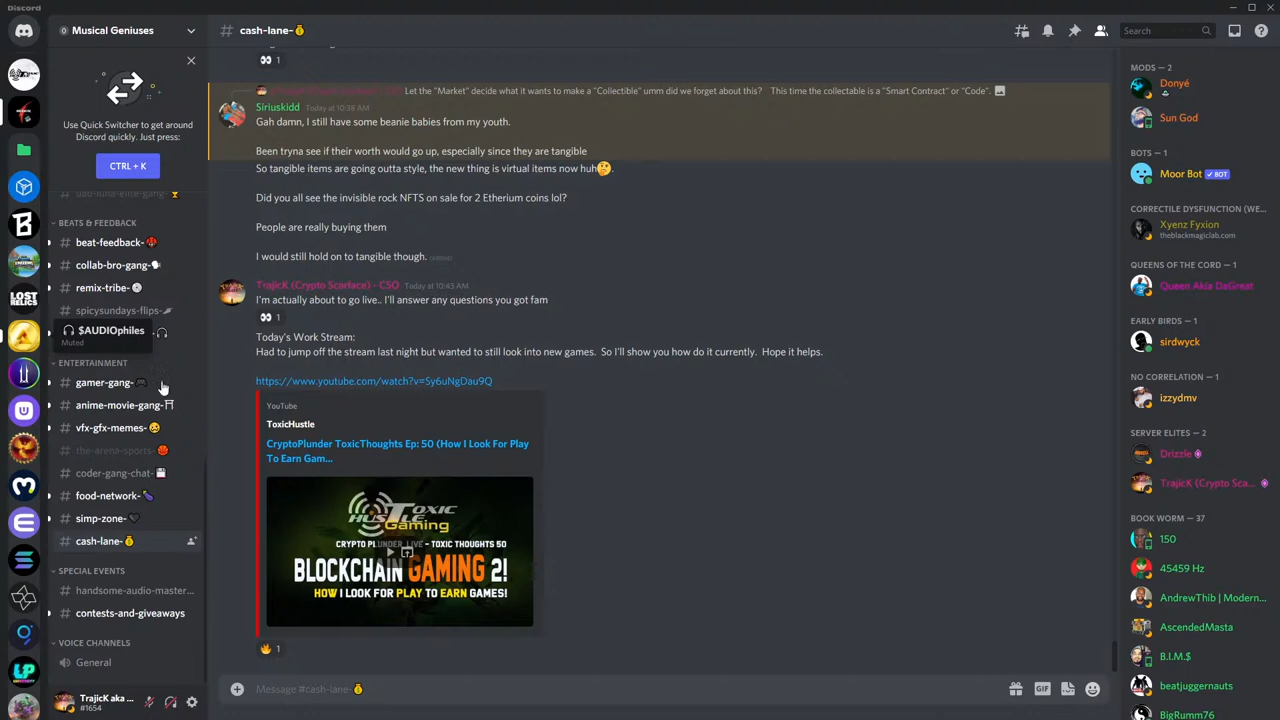 Discord
Musical Geniuses
Use Quick Switcher to get around
Discord quickly. Just press:
CTRL + K
BEATS & FEEDBACK
beat-feedback-
collab-bro-gang-
remix-tribe-
spicysundays-flips-
$AUDIOphiles
Muted
ENTERTAINMENT
gamer-gang-
anime-movie-gang-
vfx-gfx-memes-
the-arena-sports-
coder-gang-chat-
food-network-
simp-zone-
cash-lane-
SPECIAL EVENTS
handsome-audio-master...
contests-and-giveaways
VOICE CHANNELS
General
TrajicK aka
#1654
LOST
RELICS
cash-lane-
Search
1
Let the "Market" decide what it wants to make a "Collectible" umm did we forget about this? This time the collectable is a "Smart Contract" or "Code".
Siriuskidd Today at 10:38 AM
Gah damn, I still have some beanie babies from my youth.
Been tryna see if their worth would go up, especially since they are tangible
So tangible items are going outta style, the new thing is virtual items now huh🤔.
Did you all see the invisible rock NFTS on sale for 2 Etherium coins lol?
People are really buying them
I would still hold on to tangible though. (edited)
TrajicK (Crypto Scarface) - CSO Today at 10:43 AM
I'm actually about to go live.. I'll answer any questions you got fam
1
Today's Work Stream:
Had to jump off the stream last night but wanted to still look into new games. So I'll show you how do it currently. Hope it helps.
https://www.youtube.com/watch?v=Sy6uNgDau9Q
YouTube
ToxicHustle
CryptoPlunder ToxicThoughts Ep: 50 (How I Look For Play
To Earn Gam...
TOXIC
HUSTLE
Gaming
CRYPTO PLUNDER LIVE - TOXIC THOUGHTS 50
BLOCKCHAIN GAMING 2!
HOW I LOOK FOR PLAY TO EARN GAMES!
1
Message #cash-lane-
GIF
MODS — 2
Donyé
Sun God
BOTS — 1
Moor Bot BOT
CORRECTILE DYSFUNCTION (WE...
Xyenz Fyxion
theblackmagiclab.com
QUEENS OF THE CORD — 1
Queen Akia DaGreat
EARLY BIRDS — 1
sirdwyck
NO CORRELATION — 1
izzydmv
SERVER ELITES — 2
Drizzle
TrajicK (Crypto Sca...
BOOK WORM — 37
150
45459 Hz
AndrewThib | Modern...
AscendedMasta
B.I.M.$
beatjuggernauts
BigRumm76